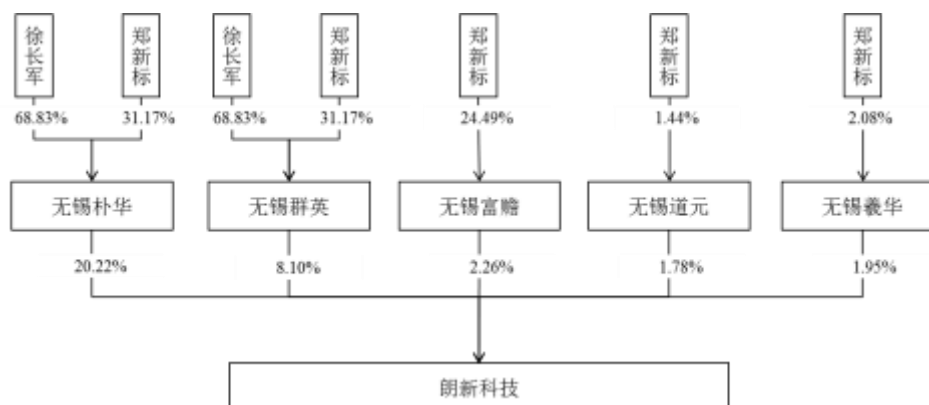 徐长军
郑新标
徐长军
郑新标
郑新标
郑新标
郑新标
68.83%
31.17%
68.83%
31.17%
24.49%
1.44%
2.08%
无锡朴华
无锡群英
无锡富赡
无锡道元
无锡羲华
20.22%
8.10%
2.26%
1.78%
1.95%
朗新科技